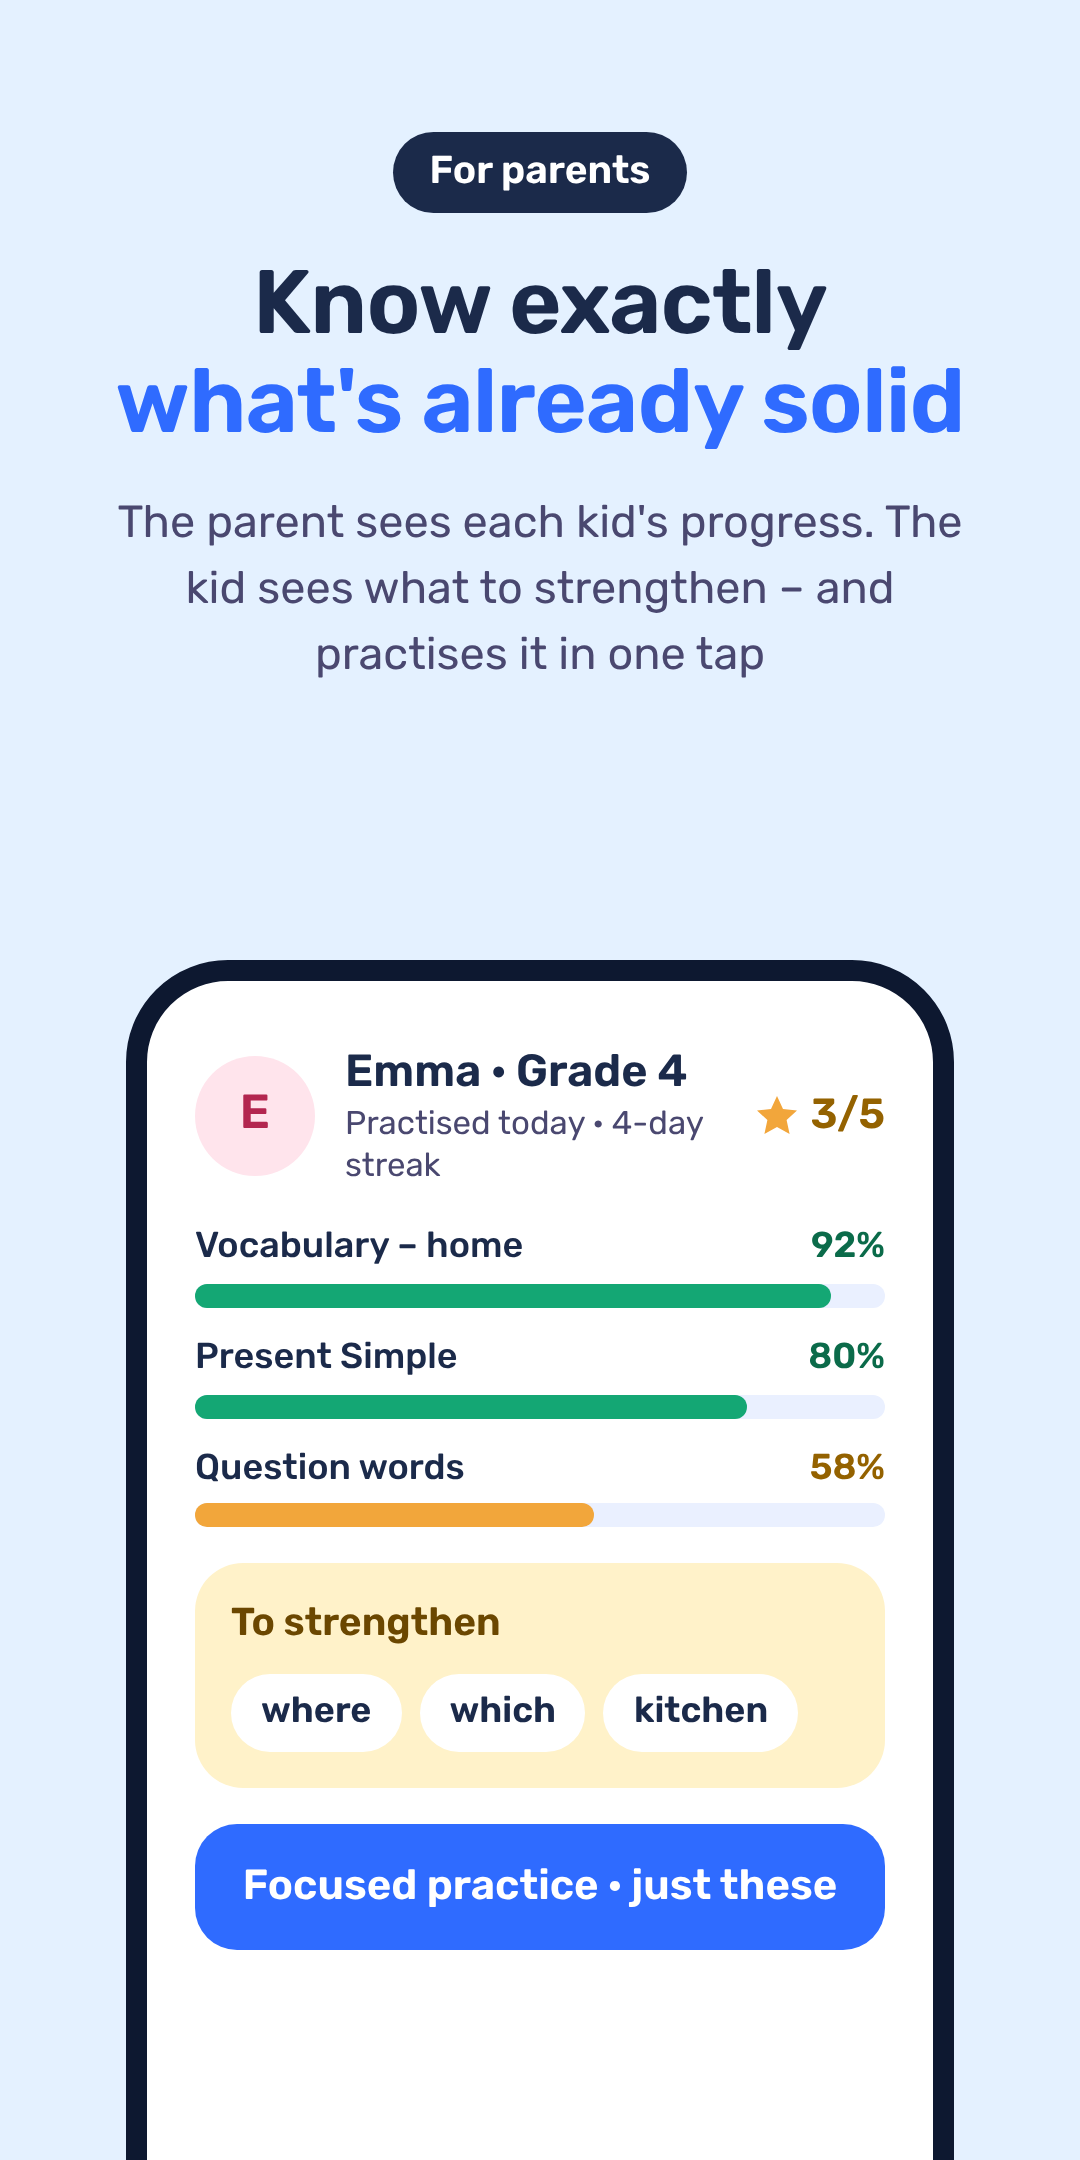 For parents
Know exactly
what's already solid
The parent sees each kid's progress. The
kid sees what to strengthen – and
practises it in one tap
E
Emma • Grade 4
Practised today • 4-day
streak
3/5
Vocabulary – home 92%
Present Simple 80%
Question words 58%
To strengthen
where which kitchen
Focused practice • just these